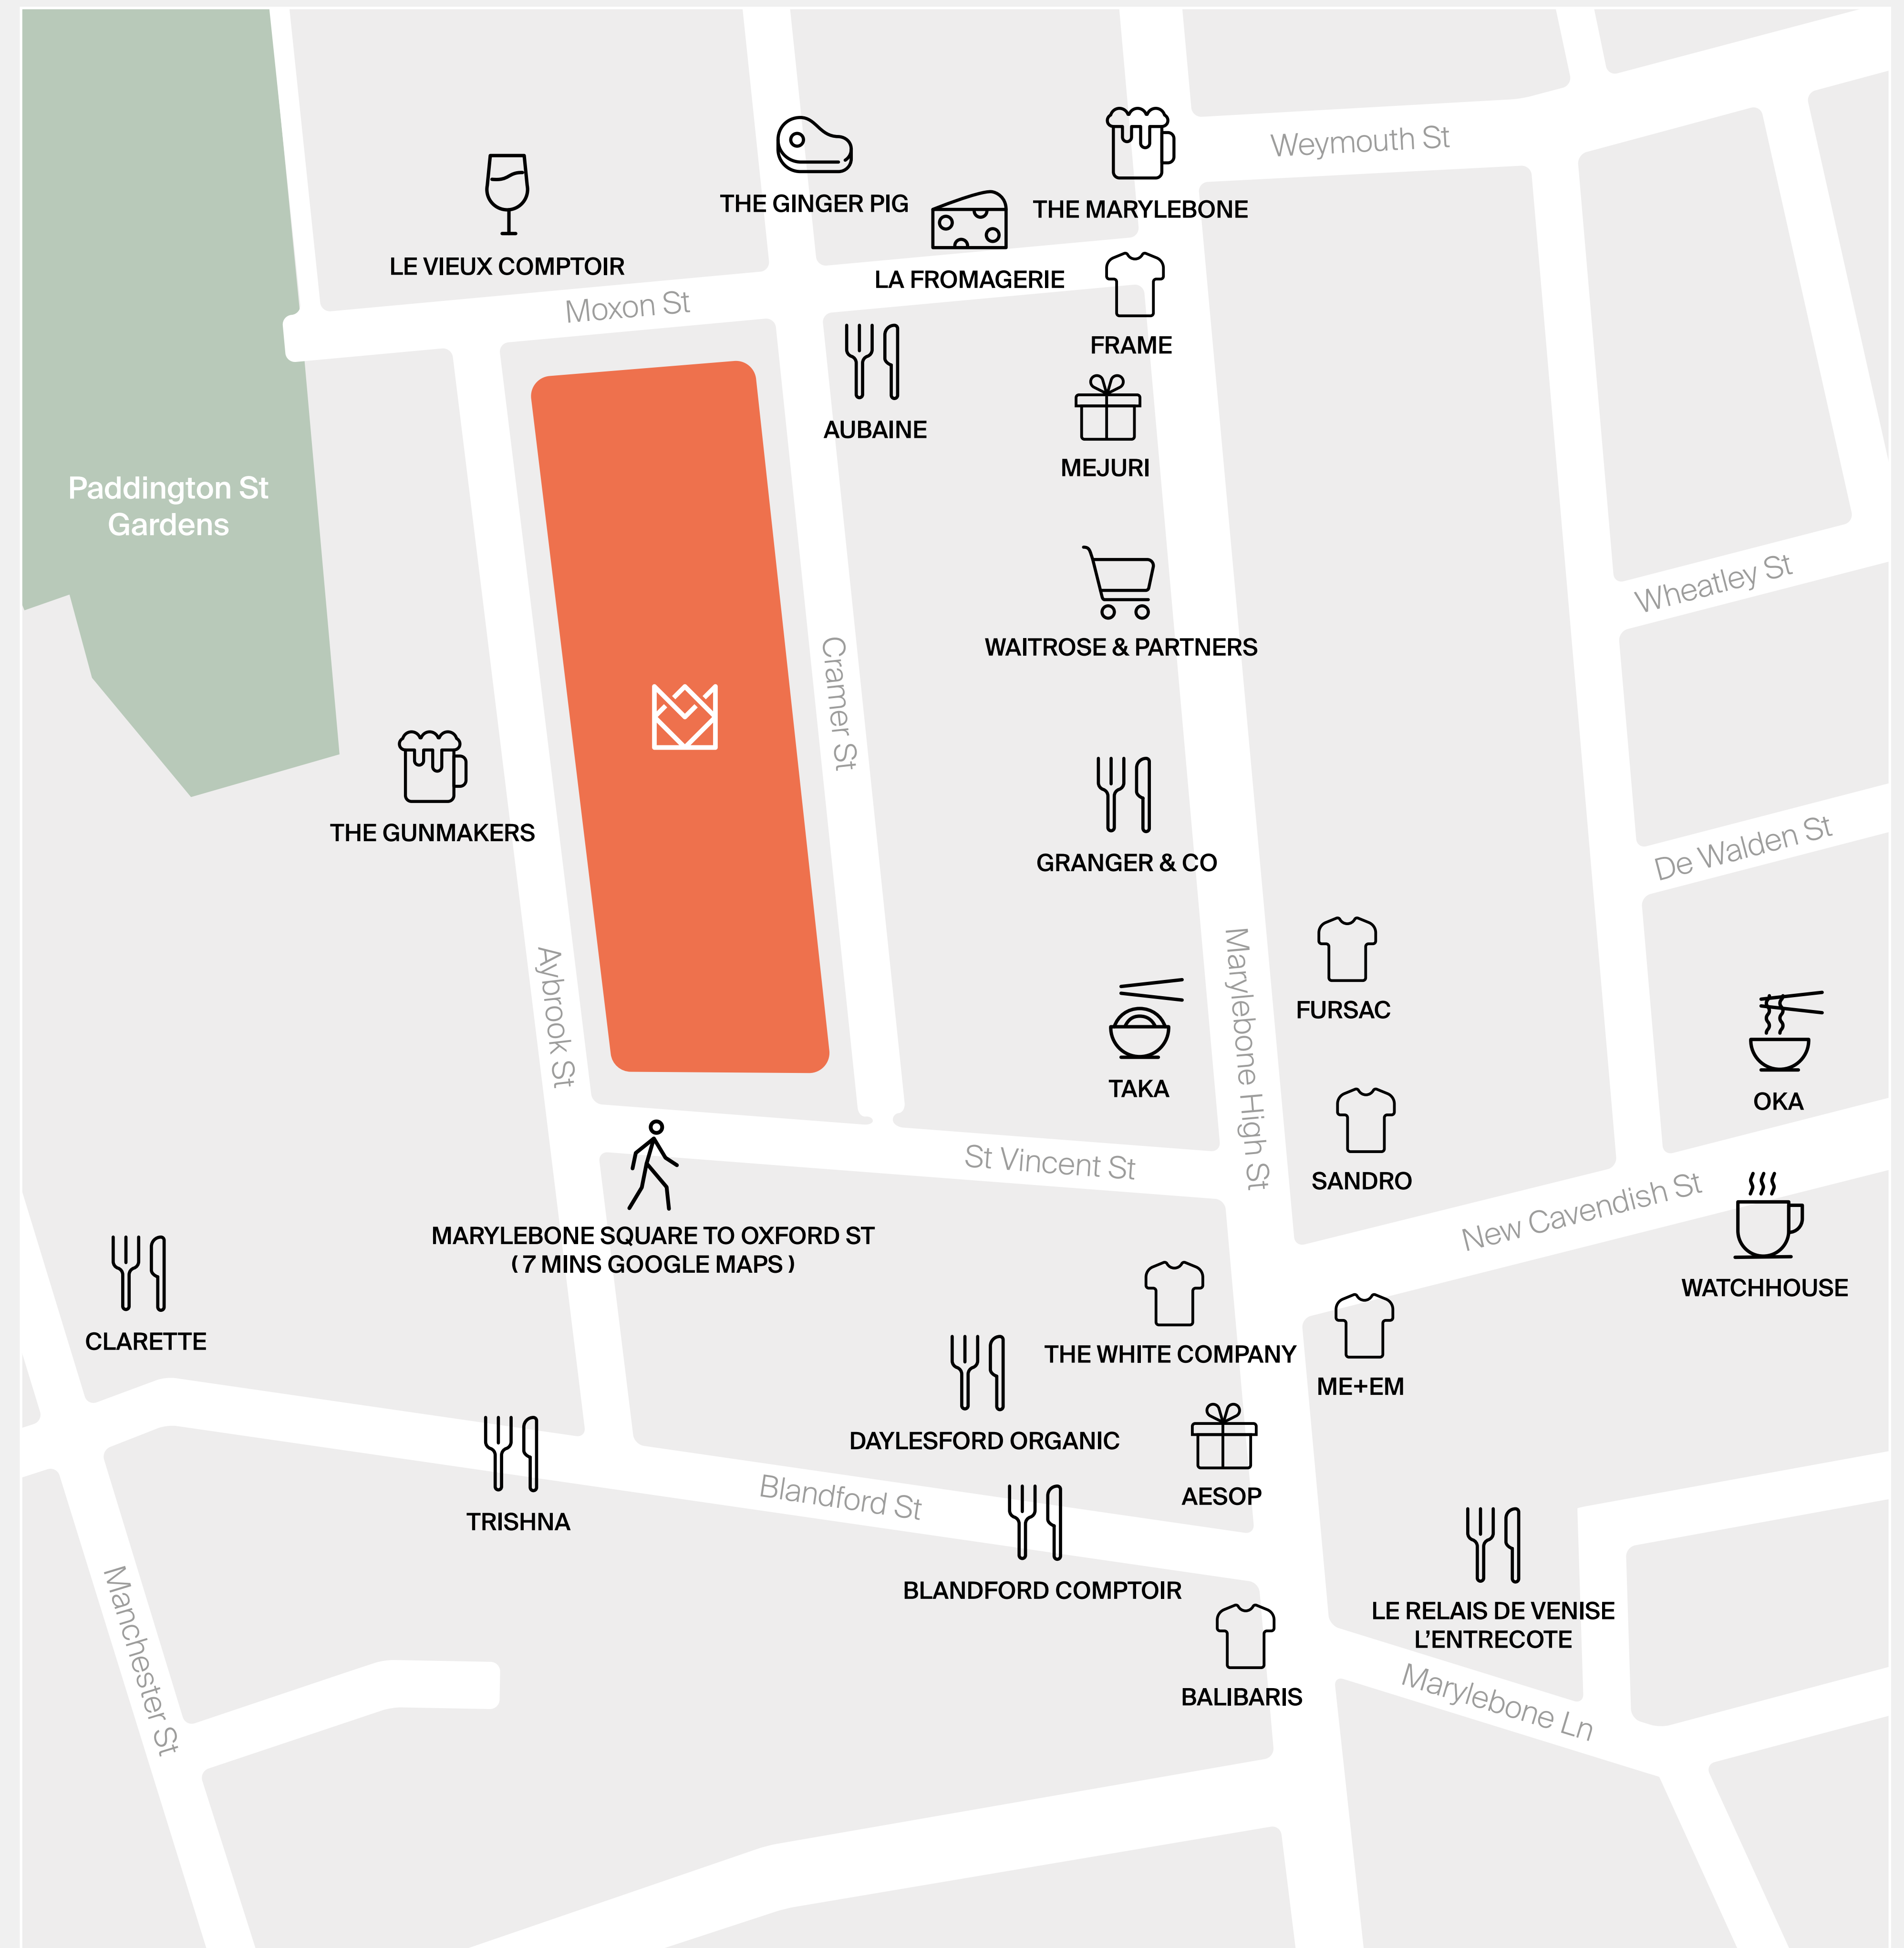 Weymouth St
THE GINGER PIG
THE MARYLEBONE
LE VIEUX COMPTOIR
LA FROMAGERIE
Moxon St
FRAME
AUBAINE
MEJURI
Paddington St
Gardens
Wheatley St
WAITROSE & PARTNERS
Cramer St
THE GUNMAKERS
De Walden St
GRANGER & CO
FURSAC
Aybrook St
Marylebone High St
TAKA
OKA
St Vincent St
SANDRO
New Cavendish St
MARYLEBONE SQUARE TO OXFORD ST
( 7 MINS GOOGLE MAPS )
WATCHHOUSE
CLARETTE
THE WHITE COMPANY
ME+EM
DAYLESFORD ORGANIC
AESOP
Blandford St
TRISHNA
BLANDFORD COMPTOIR
LE RELAIS DE VENISE
L'ENTRECOTE
Manchester St
BALIBARIS
Marylebone Ln